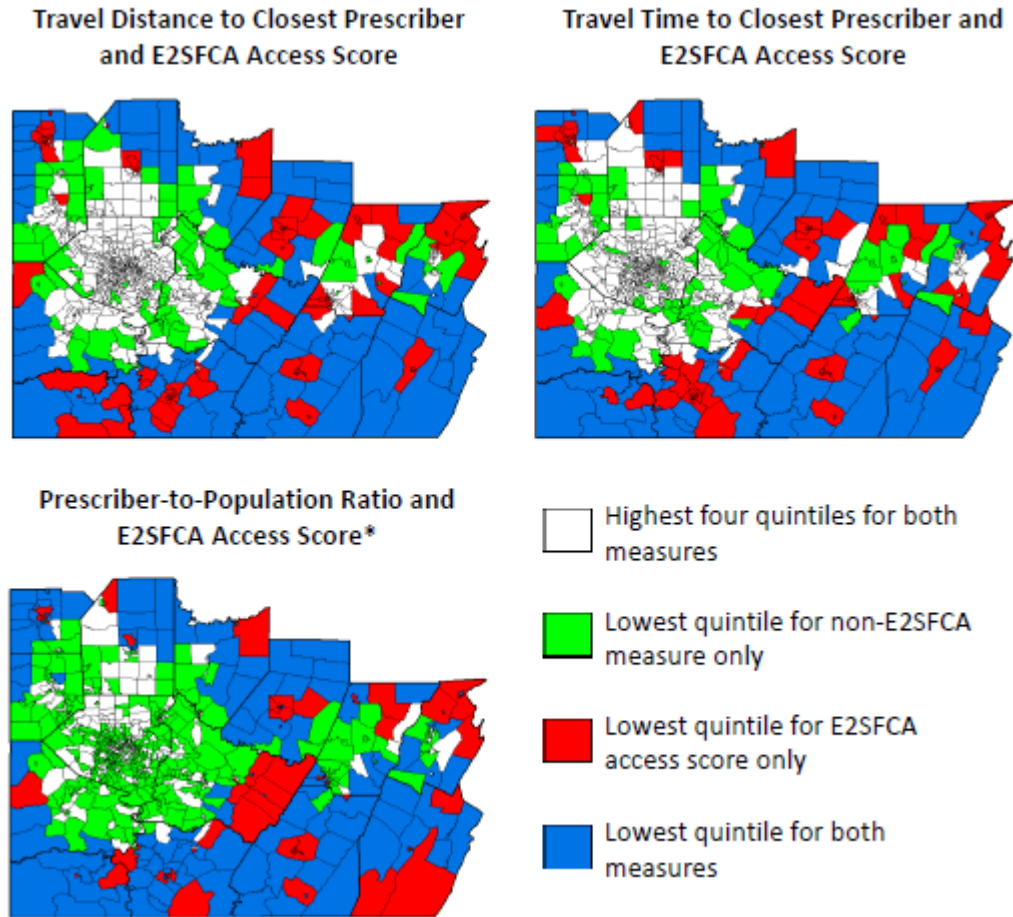 Travel Distance to Closest Prescriber
and E2SFCA Access Score
Travel Time to Closest Prescriber and
E2SFCA Access Score
Prescriber-to-Population Ratio and
E2SFCA Access Score*
Highest four quintiles for both
measures
Lowest quintile for non-E2SFCA
measure only
Lowest quintile for E2SFCA
access score only
Lowest quintile for both
measures